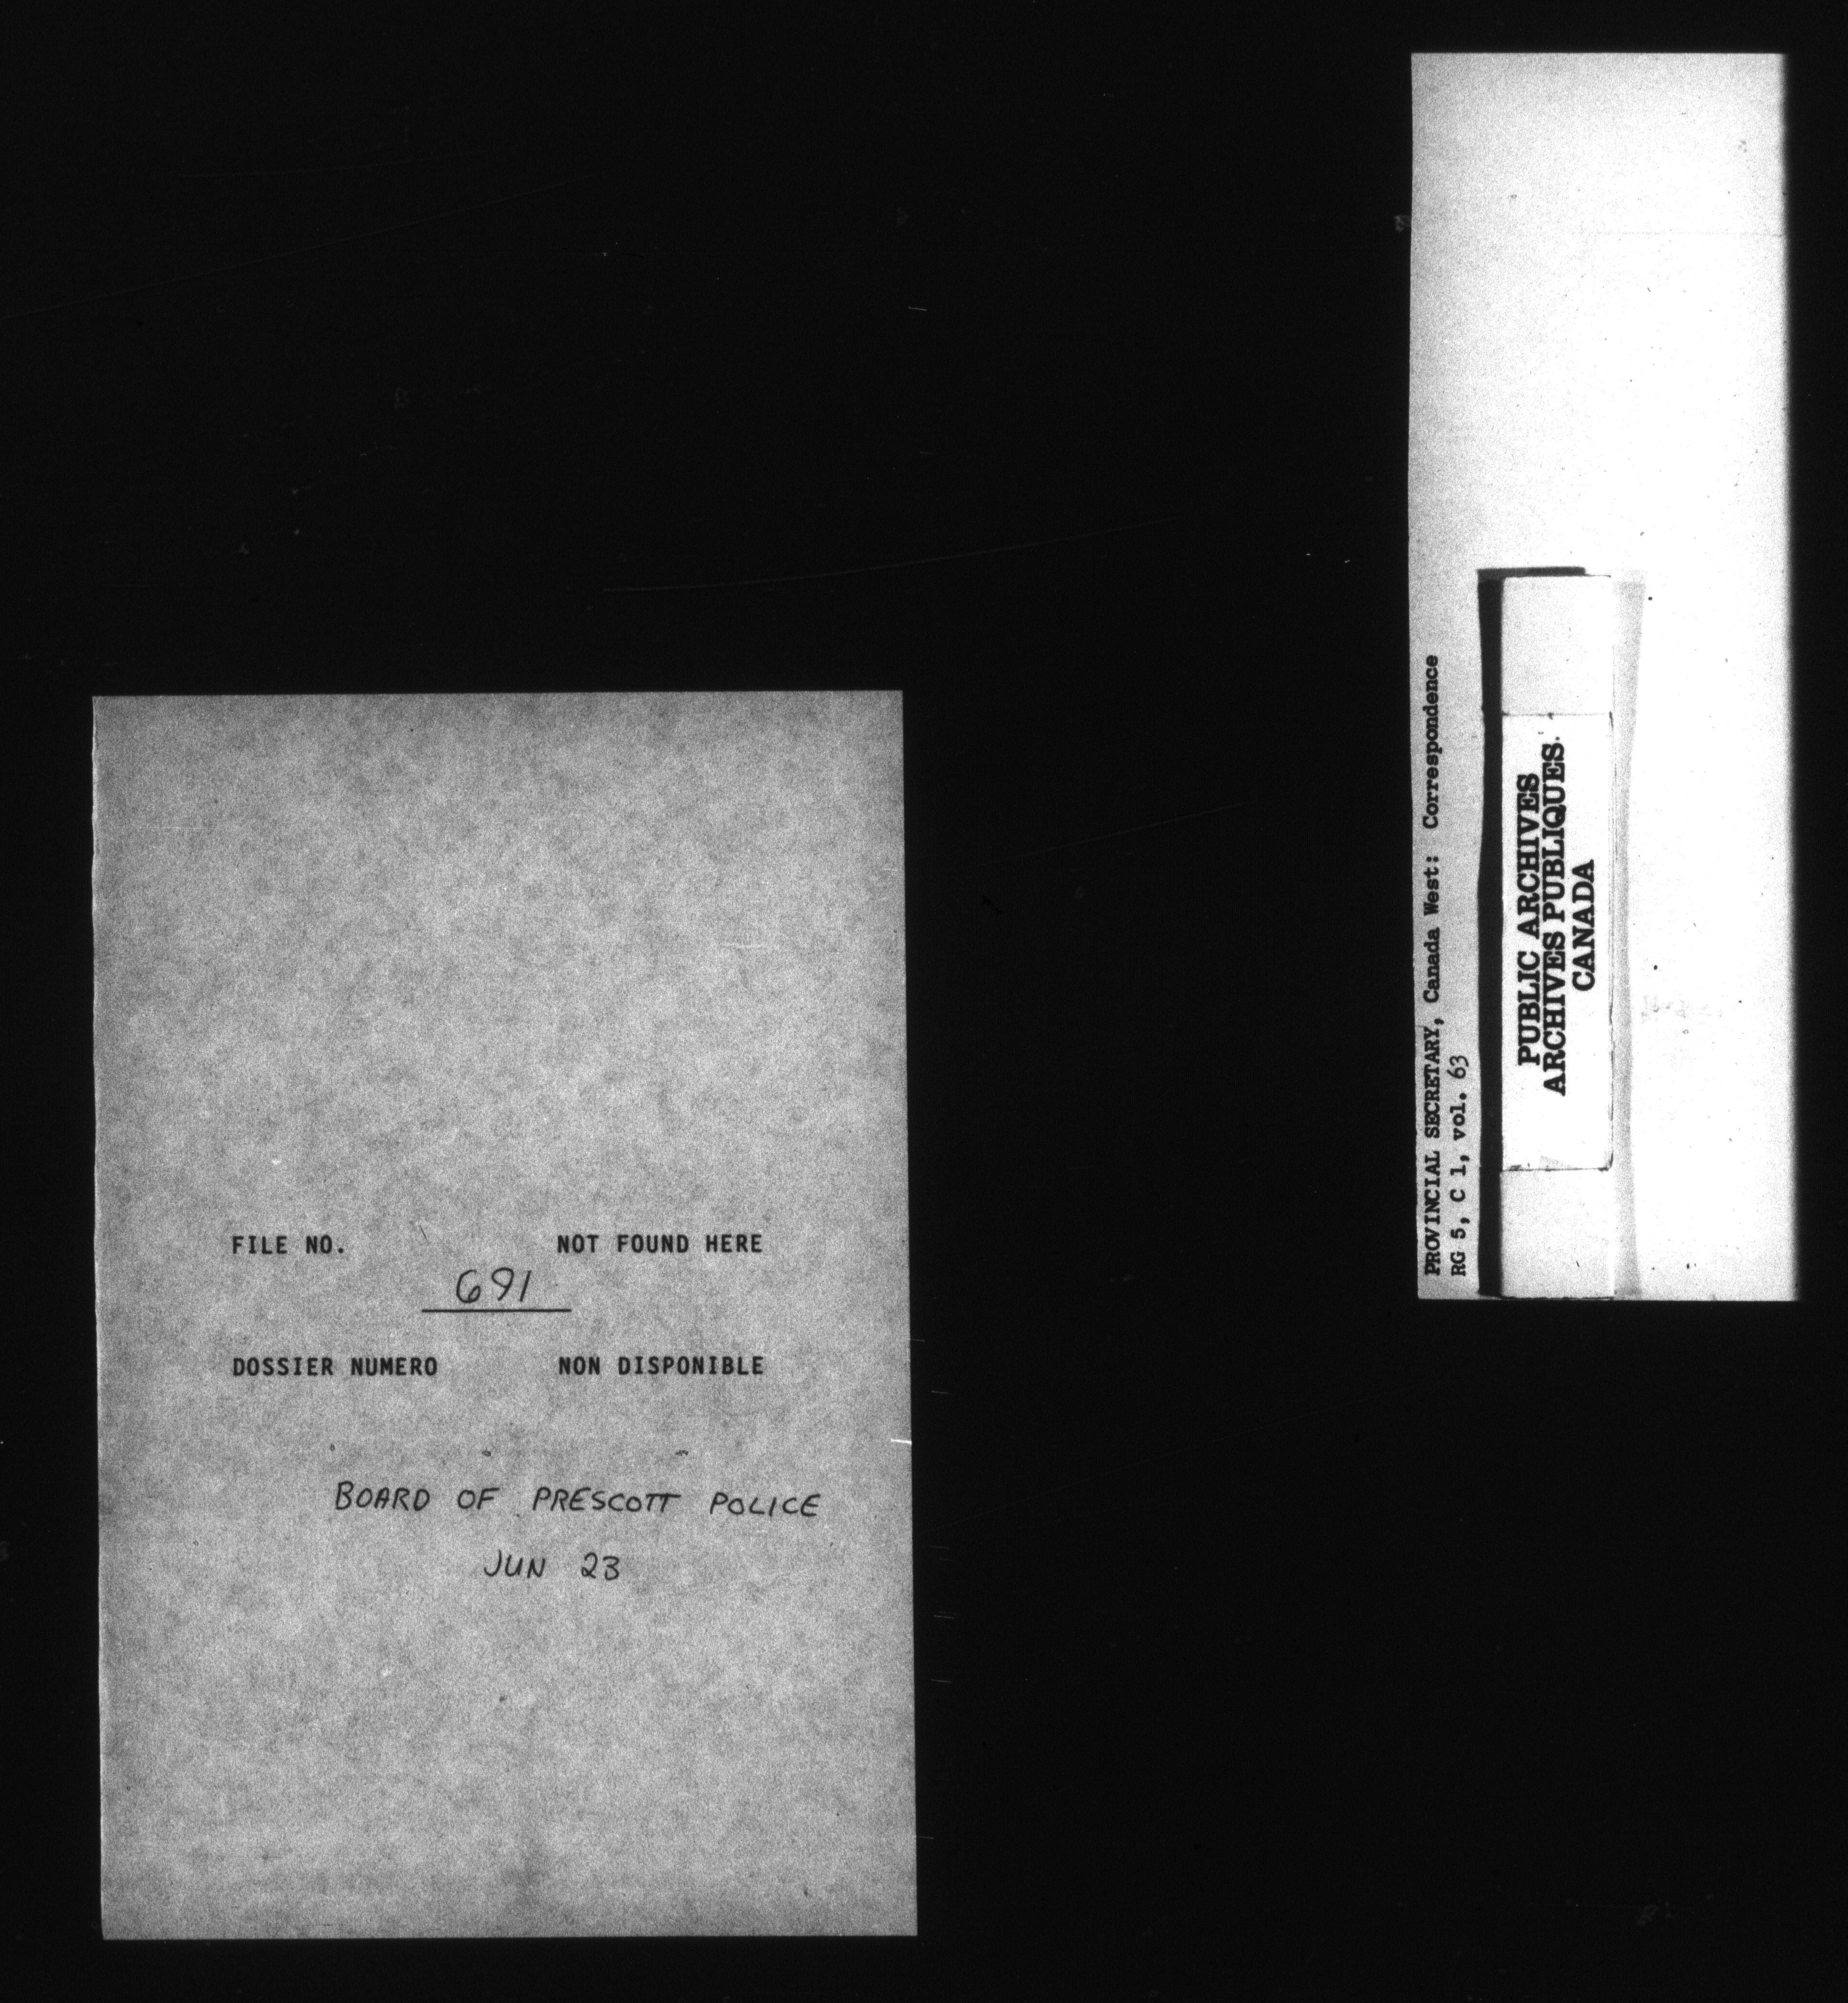 FILE NO. NOT FOUND HERE
691
DOSSIER NUMERO NON DISPONIBLE
BOARD OF PRESCOTT POLICE
JUN 23
PROVINCIAL SECRETARY, Canada West: Correspondence
RG 5, C 1, vol. 63
PUBLIC ARCHIVES
ARCHIVES PUBLIQUES
CANADA